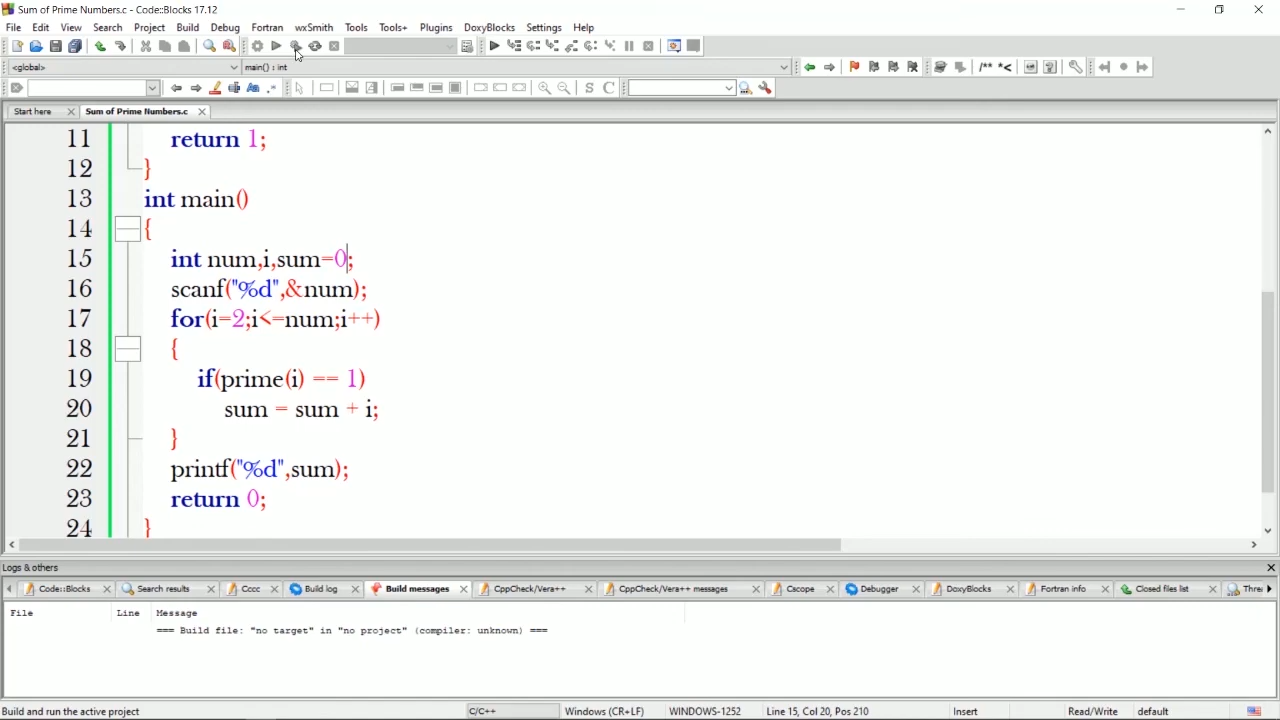 Sum of Prime Numbers.c - Code::Blocks 17.12
File Edit View Search Project Build Debug Fortran wxSmith Tools Tools+ Plugins DoxyBlocks Settings Help
<global> main() : int
/** *<
Aa .*
S C
Start here Sum of Prime Numbers.c
11 return 1;
12 }
13 int main()
14 {
15 int num,i,sum=0;
16 scanf("%d",&num);
17 for(i=2;i<=num;i++)
18 {
19 if(prime(i) == 1)
20 sum = sum + i;
21 }
22 printf("%d",sum);
23 return 0;
24 }
Logs & others
Code::Blocks Search results Cccc Build log Build messages CppCheck/Vera++ CppCheck/Vera++ messages Cscope Debugger DoxyBlocks Fortran info Closed files list Thre
File Line Message
=== Build file: "no target" in "no project" (compiler: unknown) ===
Build and run the active project C/C++ Windows (CR+LF) WINDOWS-1252 Line 15, Col 20, Pos 210 Insert Read/Write default